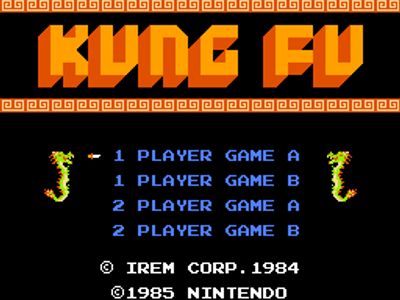 KUNG FU
1 PLAYER GAME A
1 PLAYER GAME B
2 PLAYER GAME A
2 PLAYER GAME B
© IREM CORP.1984
©1985 NINTENDO